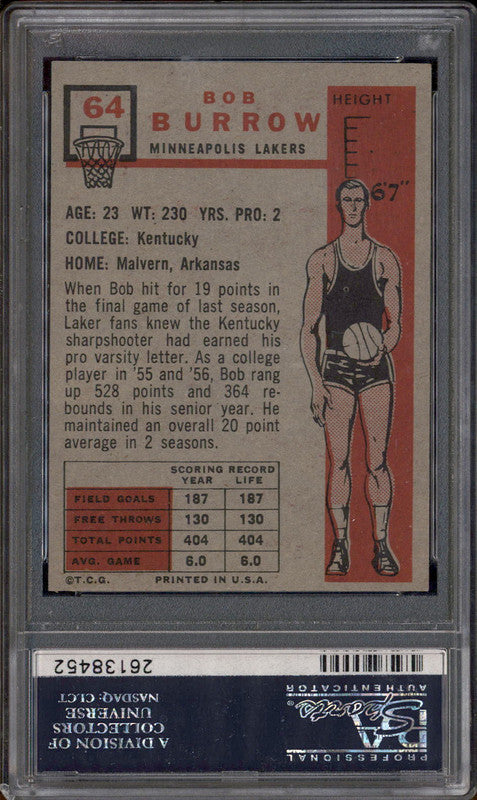 64
BOB
BURROW
MINNEAPOLIS LAKERS
HEIGHT
6'7"
AGE: 23 WT: 230 YRS. PRO: 2
COLLEGE: Kentucky
HOME: Malvern, Arkansas
When Bob hit for 19 points in
the final game of last season,
Laker fans knew the Kentucky
sharpshooter had earned his
pro varsity letter. As a college
player in '55 and '56, Bob rang
up 528 points and 364 re-
bounds in his senior year. He
maintained an overall 20 point
average in 2 seasons.
SCORING RECORD
YEAR LIFE
FIELD GOALS 187 187
FREE THROWS 130 130
TOTAL POINTS 404 404
AVG. GAME 6.0 6.0
©T.C.G. PRINTED IN U.S.A.
26138452
A DIVISION OF
COLLECTORS
UNIVERSE
NASDAQ: CLCT
PROFESSIONAL
PSA
Sports
AUTHENTICATOR